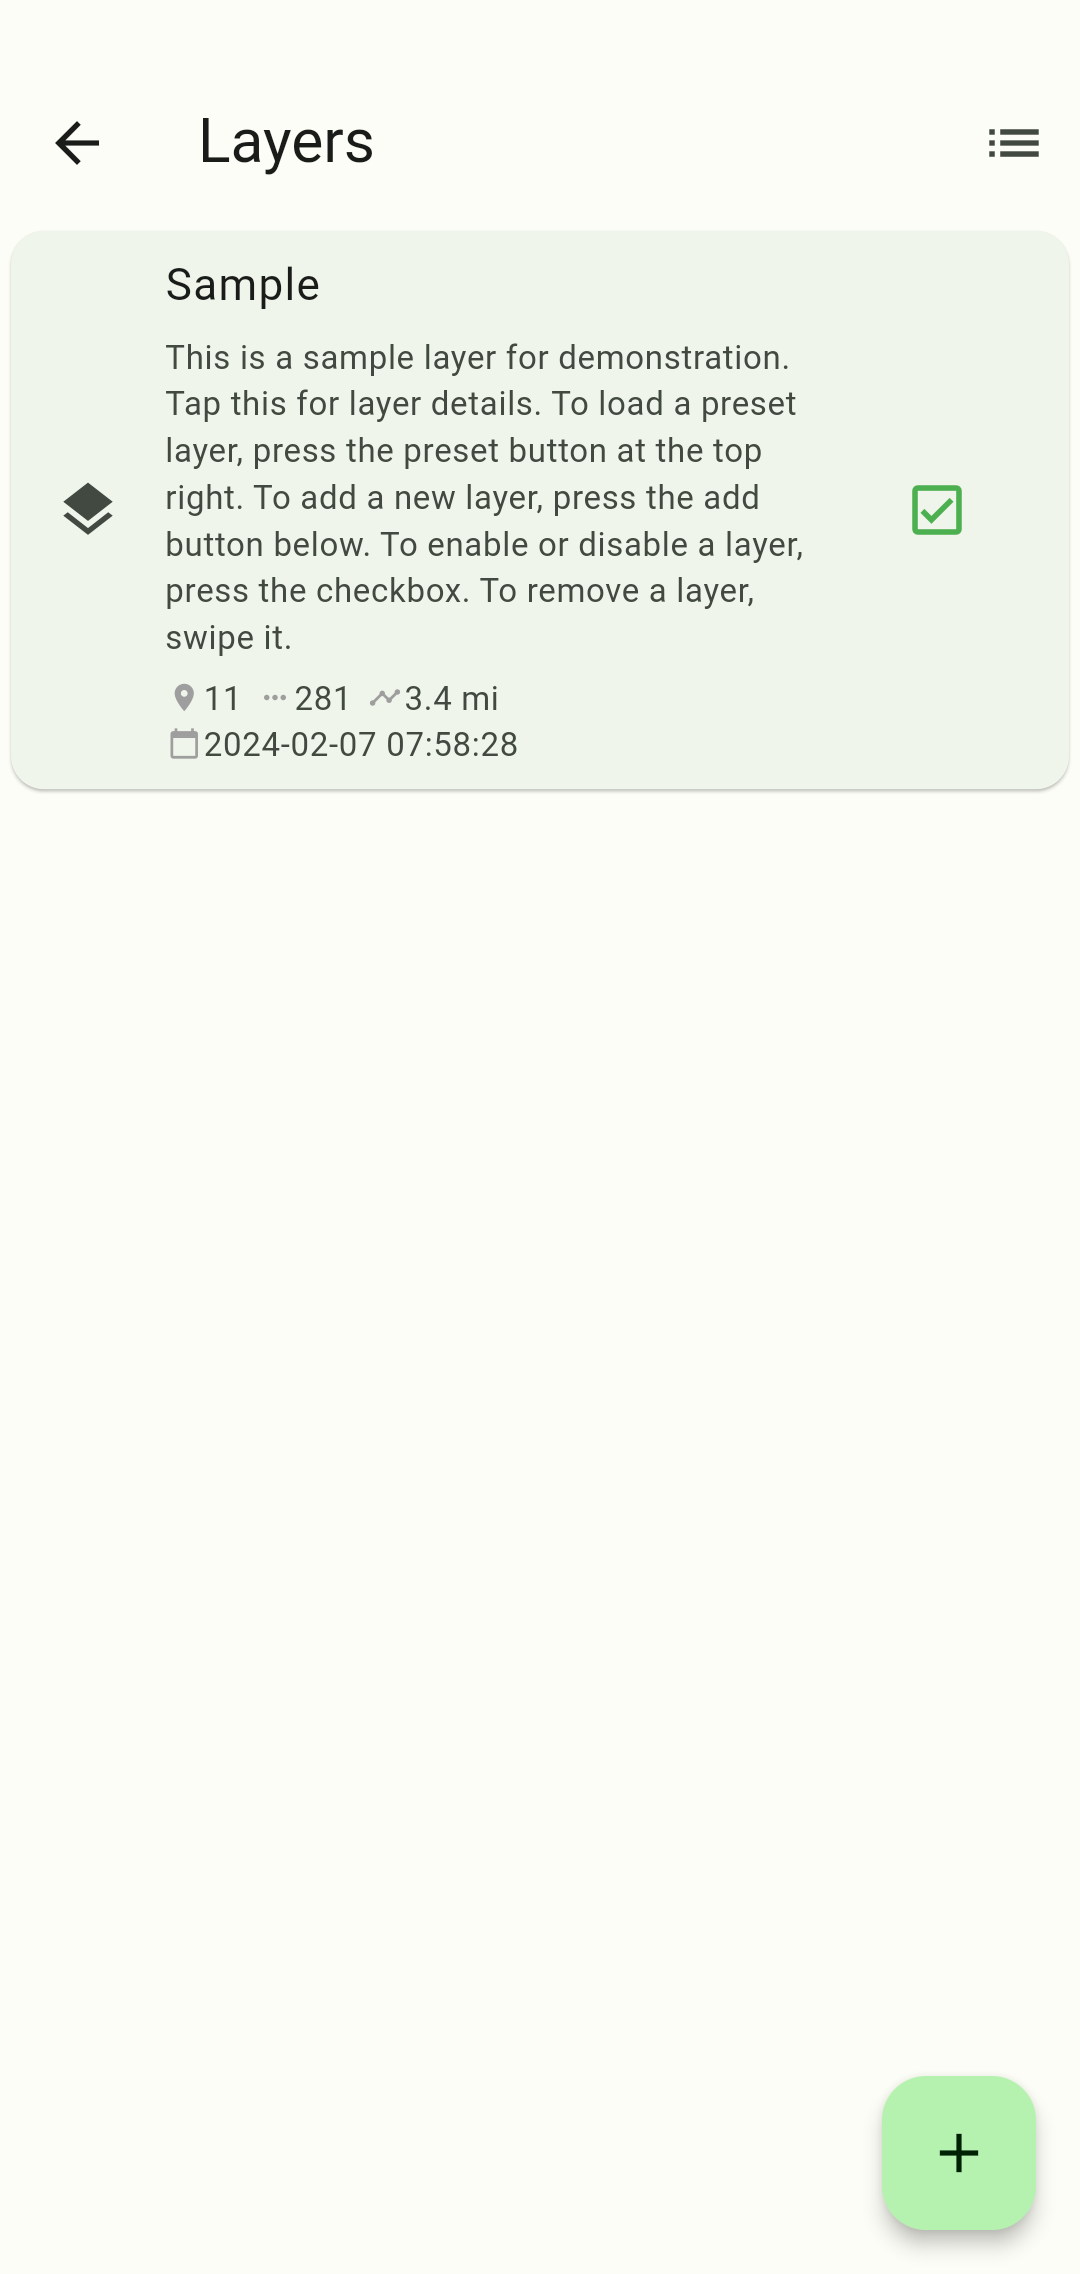 Layers
Sample
This is a sample layer for demonstration.
Tap this for layer details. To load a preset
layer, press the preset button at the top
right. To add a new layer, press the add
button below. To enable or disable a layer,
press the checkbox. To remove a layer,
swipe it.
11 281 3.4 mi
2024-02-07 07:58:28